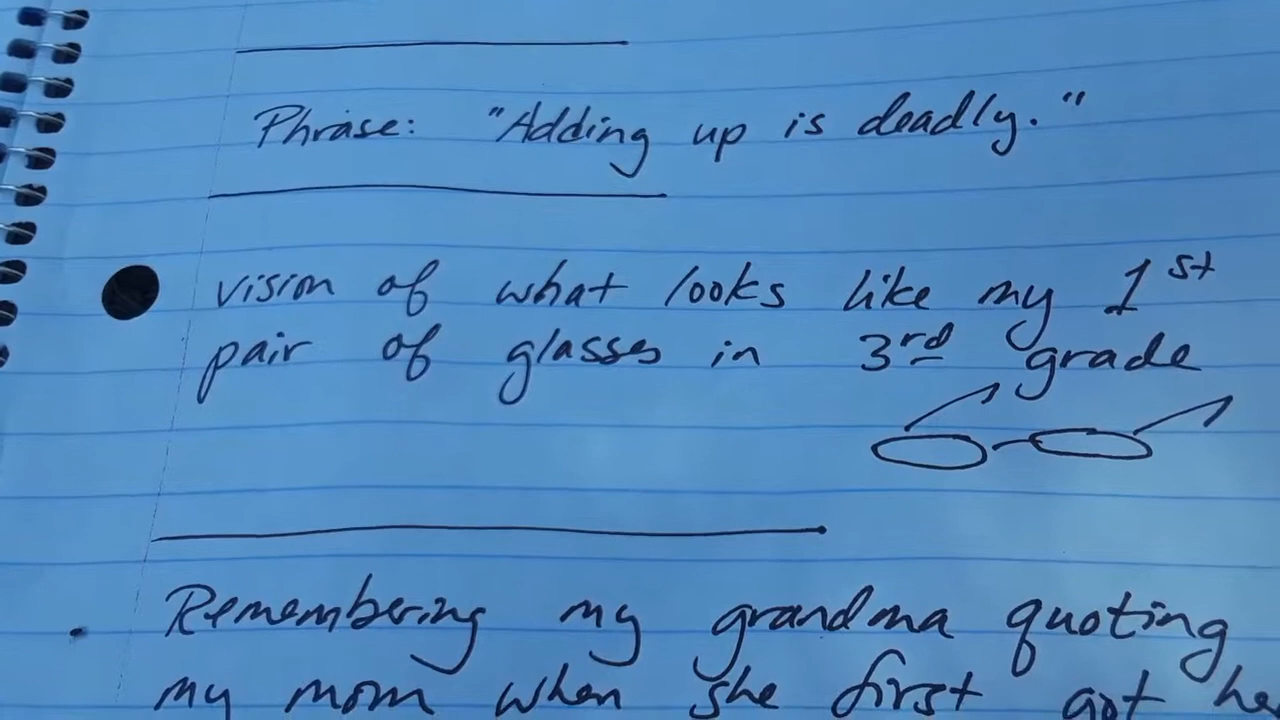 Phrase: "Adding up is deadly."
vision of what looks like my 1st
pair of glasses in 3rd grade
Remembering my grandma quoting
my mom when she first got